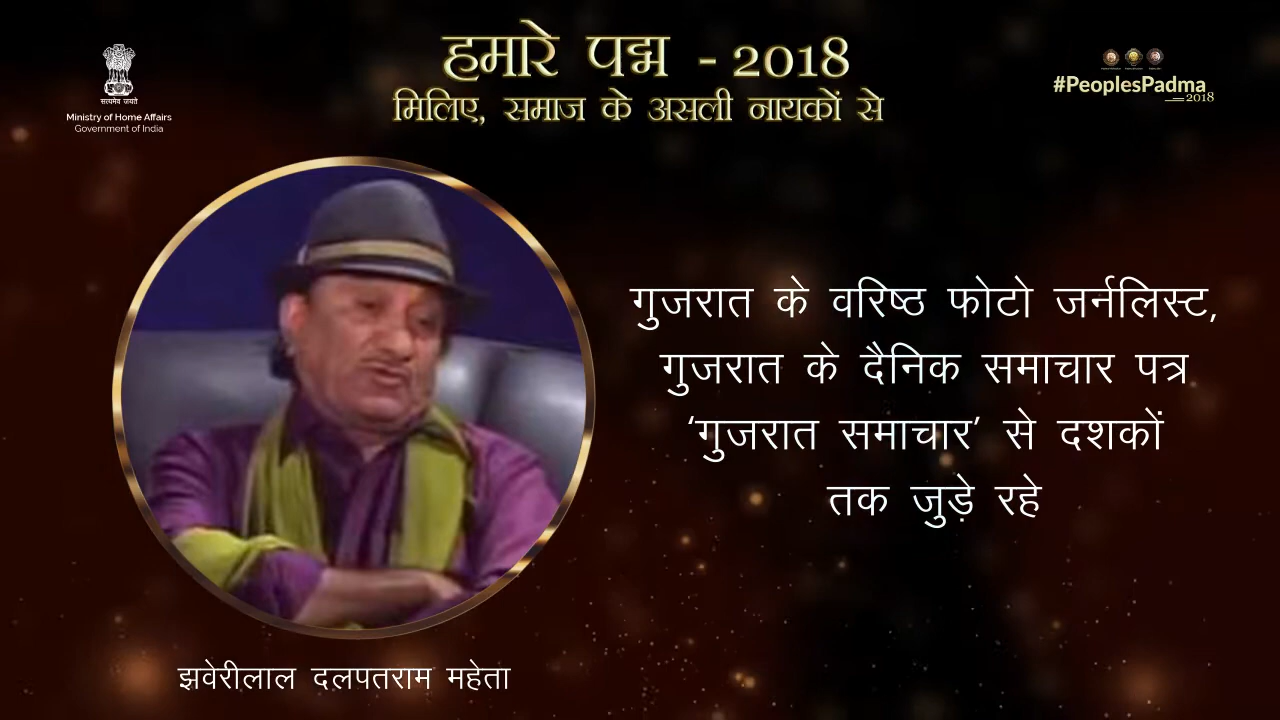 हमारे पद्म - 2018
मिलिए, समाज के असली नायकों से
सत्यमेव जयते
Ministry of Home Affairs
Government of India
#PeoplesPadma
2018
गुजरात के वरिष्ठ फोटो जर्नलिस्ट,
गुजरात के दैनिक समाचार पत्र
‘गुजरात समाचार’ से दशकों
तक जुड़े रहे
झवेरीलाल दलपतराम महेता